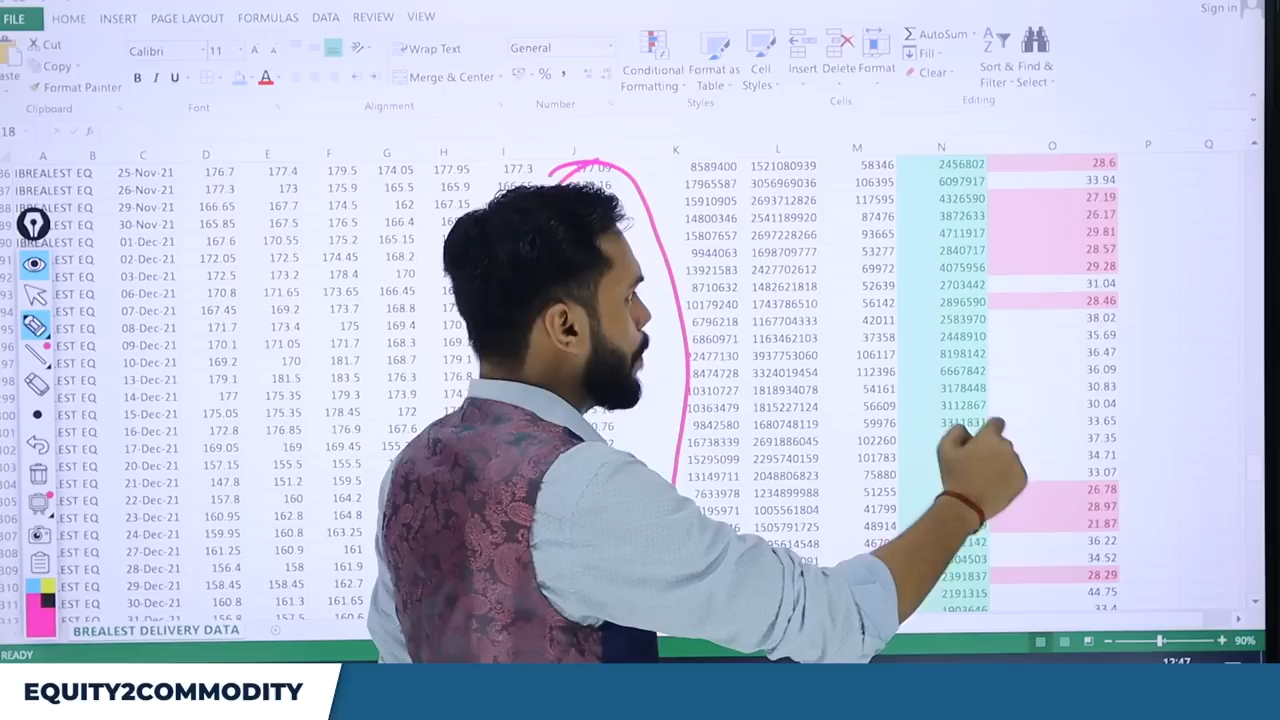 Sign in
FILE HOME INSERT PAGE LAYOUT FORMULAS DATA REVIEW VIEW
Cut
Copy
Format Painter
Clipboard
Calibri 11
B I U
Font
Wrap Text
Merge & Center
Alignment
General
%
Number
Conditional Formatting
Format as Table
Cell Styles
Styles
Insert Delete Format
Cells
AutoSum
Fill
Clear
Sort & Filter
Find & Select
Editing
18 fx
A B C D E F G H I J K L M N O P Q
IBREALEST EQ 25-Nov-21 176.7 177.4 179.5 174.05 177.95 177.3 8589400 1521080939 58346 2456802 28.6
IBREALEST EQ 26-Nov-21 177.3 173 175.9 165.5 165.9 17965587 3056969036 106395 6097917 33.94
EALEST EQ 29-Nov-21 166.65 167.7 174.5 162 167.15 15910905 2693712826 117595 4326590 27.19
EALEST EQ 30-Nov-21 165.85 167.5 176.5 166.4 14800348 2541189920 87476 3872633 26.17
IBREALEST EQ 01-Dec-21 167.6 170.55 175.2 165.15 15807657 2697228266 93665 4711917 29.81
.EST EQ 02-Dec-21 172.05 172.5 174.45 168.2 9944063 1698709777 53277 2840717 28.57
.EST EQ 03-Dec-21 172.5 173.2 178.4 170 13921583 2427702612 69972 4075956 29.28
.EST EQ 06-Dec-21 170.8 171.65 173.65 166.45 8710632 1482621818 52639 2703442 31.04
.EST EQ 07-Dec-21 167.45 169.2 173.7 168.8 10179240 1743786510 56142 2896590 28.46
.EST EQ 08-Dec-21 171.7 173.4 175 169.4 6796218 1167704333 42011 2583970 38.02
.EST EQ 09-Dec-21 170.1 171.05 171.7 168.3 6860971 1163462103 37358 2448910 35.69
.EST EQ 10-Dec-21 169.2 170 181.7 168.7 179.1 22477130 3937753060 106117 8198142 36.47
.EST EQ 13-Dec-21 179.1 181.5 183.5 176.3 176.8 18474728 3324019454 112396 6667842 36.09
.EST EQ 14-Dec-21 177 175.35 179.3 173.9 10310727 1818934078 54161 3178448 30.83
.EST EQ 15-Dec-21 175.05 175.35 178.45 172 10363479 1815227124 56609 3112867 30.04
.EST EQ 16-Dec-21 172.8 176.85 176.9 167.6 9842580 1680748119 59976 33.65
.EST EQ 17-Dec-21 169.05 169 169.45 16738339 2691886045 102260 37.35
.EST EQ 20-Dec-21 157.15 155.5 155.5 15295099 2295740159 101783 34.71
.EST EQ 21-Dec-21 147.8 151.2 159.5 13149711 2048806823 75880 33.07
.EST EQ 22-Dec-21 157.8 160 164.2 7633978 1234899988 51255 26.78
.EST EQ 23-Dec-21 160.95 162.8 164.8 1005561804 41799 28.97
.EST EQ 24-Dec-21 159.95 160.8 163.25 1505791725 48914 21.87
.EST EQ 27-Dec-21 161.25 160.9 161 36.22
.EST EQ 28-Dec-21 156.4 158 161.9 34.52
.EST EQ 29-Dec-21 158.45 158.45 162.7 2391837 28.29
.EST EQ 30-Dec-21 160.8 161.3 161.65 2191315 44.75
.EST EQ 31-Dec-21 33.4
BREALEST DELIVERY DATA
READY 90%
12:47
EQUITY2COMMODITY